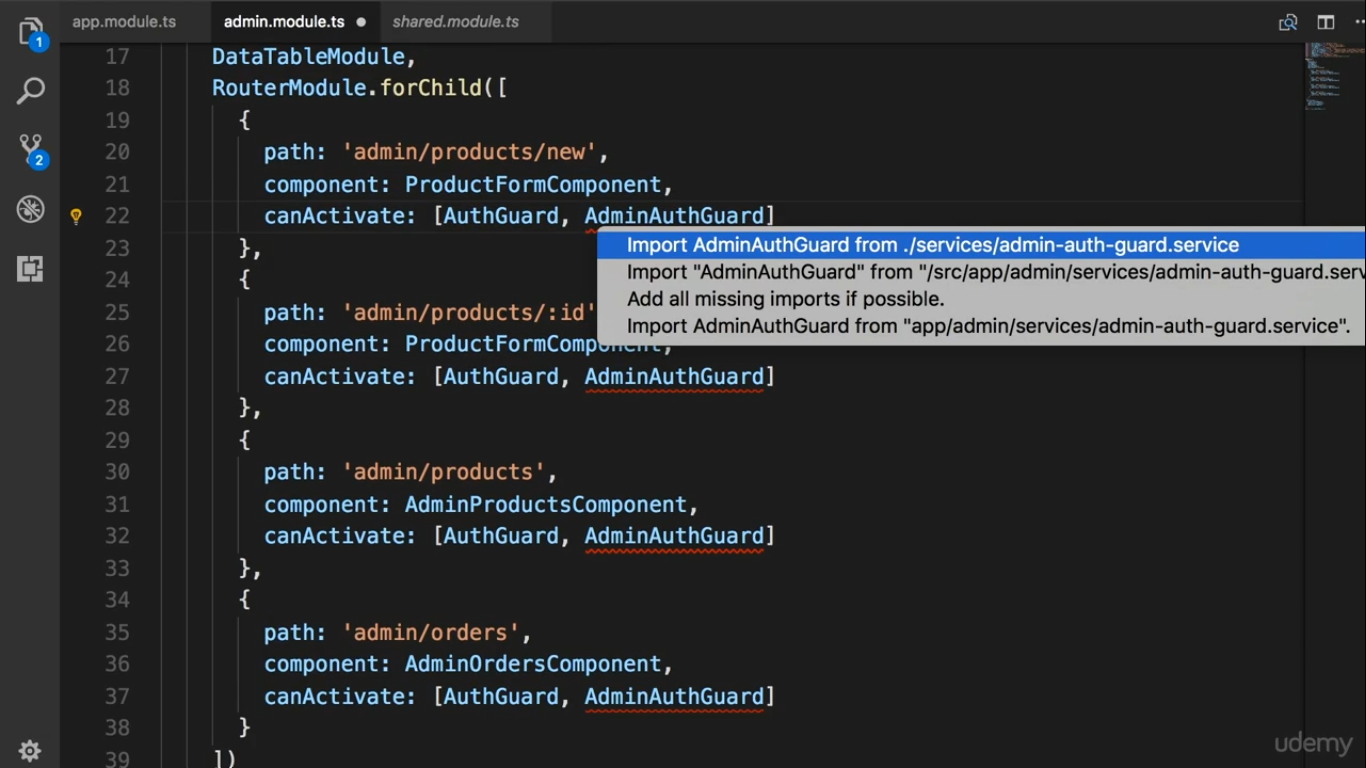 app.module.ts admin.module.ts shared.module.ts
1
2
17 DataTableModule,
18 RouterModule.forChild([
19 {
20 path: 'admin/products/new',
21 component: ProductFormComponent,
22 canActivate: [AuthGuard, AdminAuthGuard]
Import AdminAuthGuard from ./services/admin-auth-guard.service
Import "AdminAuthGuard" from "/src/app/admin/services/admin-auth-guard.serv
Add all missing imports if possible.
Import AdminAuthGuard from "app/admin/services/admin-auth-guard.service".
23 },
24 {
25 path: 'admin/products/:id'
26 component: ProductFormComponent,
27 canActivate: [AuthGuard, AdminAuthGuard]
28 },
29 {
30 path: 'admin/products',
31 component: AdminProductsComponent,
32 canActivate: [AuthGuard, AdminAuthGuard]
33 },
34 {
35 path: 'admin/orders',
36 component: AdminOrdersComponent,
37 canActivate: [AuthGuard, AdminAuthGuard]
38 }
39 ])
udemy